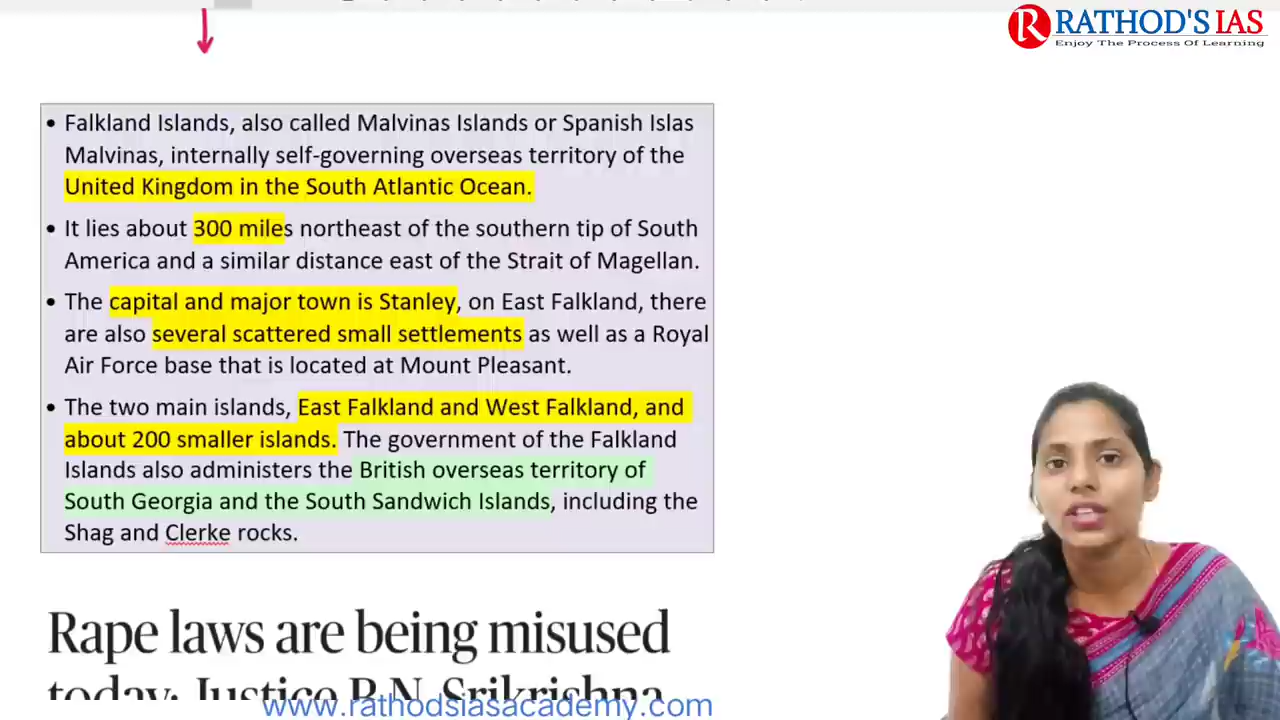 RATHOD'S IAS
Enjoy The Process Of Learning
• Falkland Islands, also called Malvinas Islands or Spanish Islas
Malvinas, internally self-governing overseas territory of the
United Kingdom in the South Atlantic Ocean.
• It lies about 300 miles northeast of the southern tip of South
America and a similar distance east of the Strait of Magellan.
• The capital and major town is Stanley, on East Falkland, there
are also several scattered small settlements as well as a Royal
Air Force base that is located at Mount Pleasant.
• The two main islands, East Falkland and West Falkland, and
about 200 smaller islands. The government of the Falkland
Islands also administers the British overseas territory of
South Georgia and the South Sandwich Islands, including the
Shag and Clerke rocks.
Rape laws are being misused
today: Justice B.N. Srikrishna
www.rathodsiasacademy.com